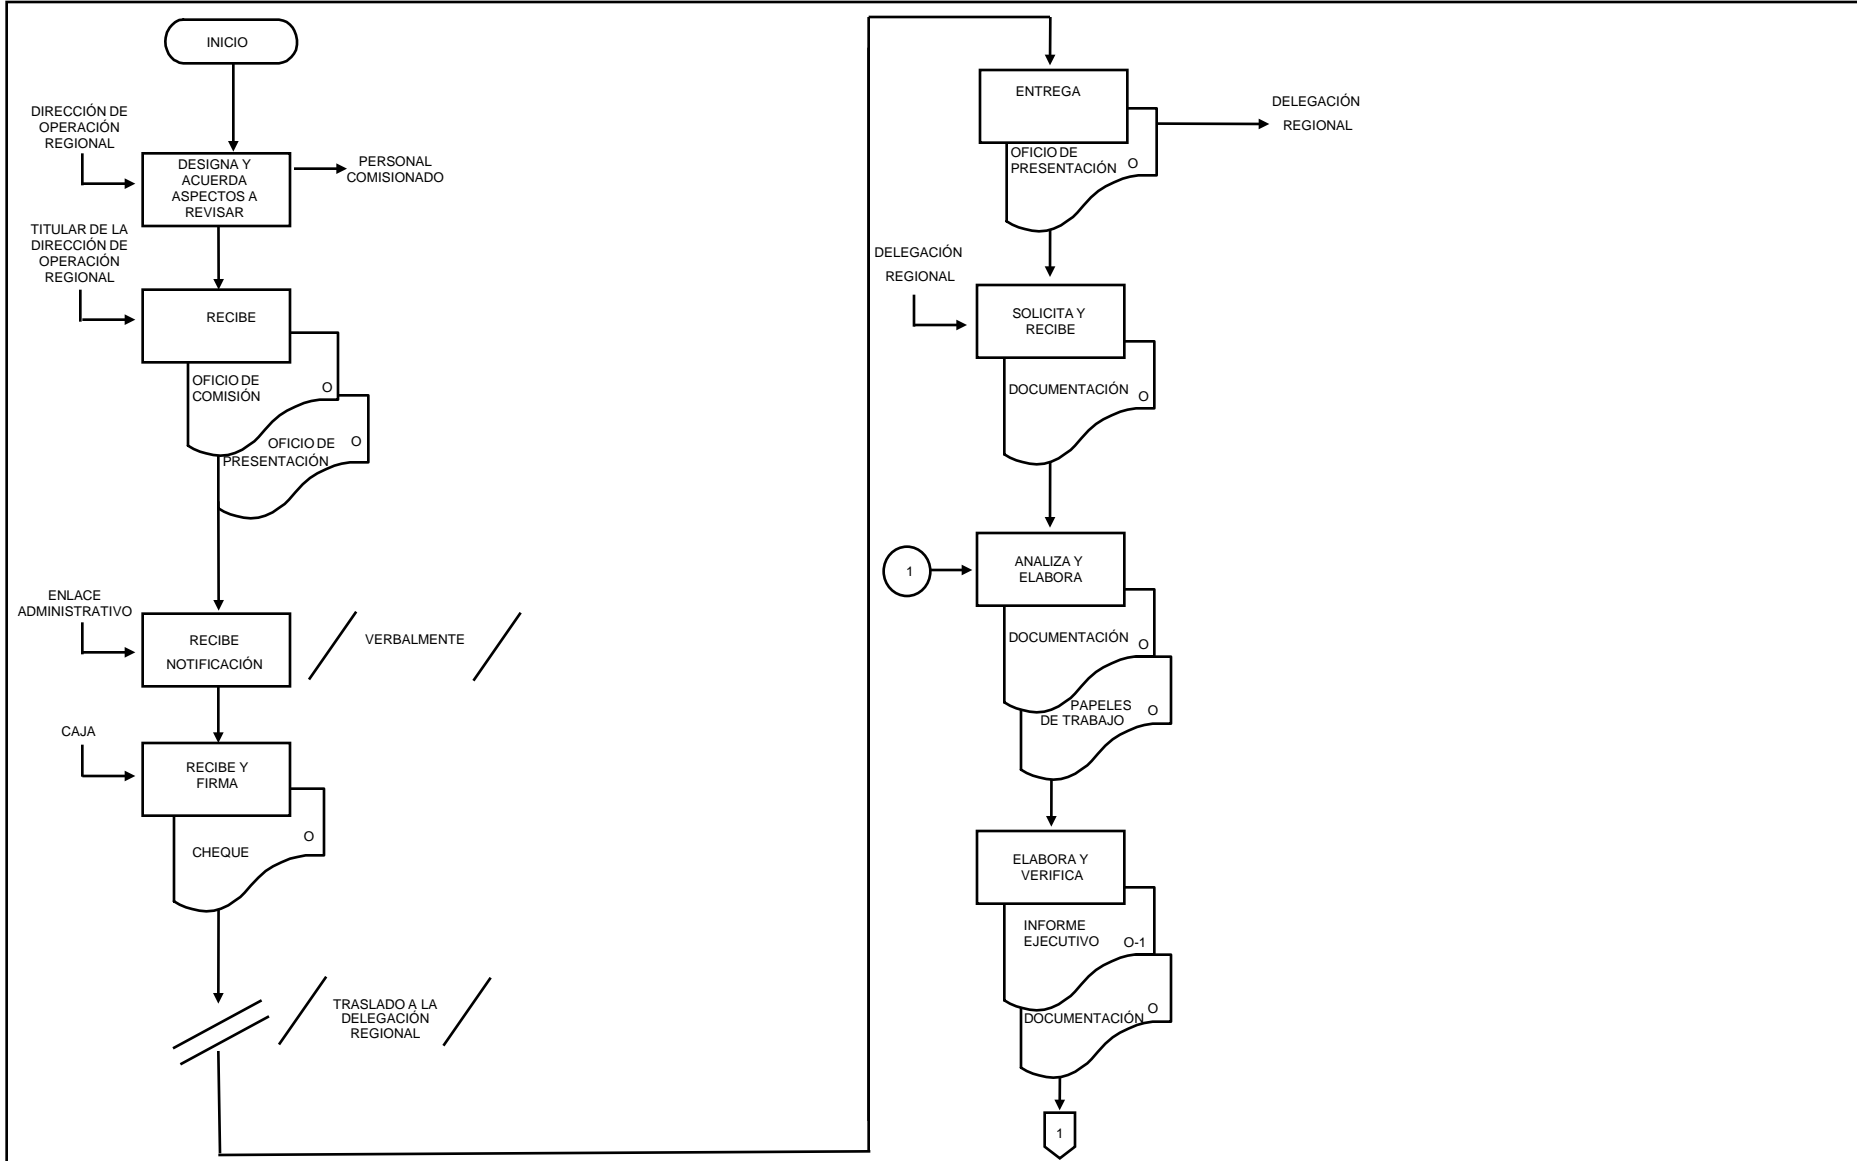 INICIO
DIRECCIÓN DE
OPERACIÓN
REGIONAL
DESIGNA Y
ACUERDA
ASPECTOS A
REVISAR
PERSONAL
COMISIONADO
TITULAR DE LA
DIRECCIÓN DE
OPERACIÓN
REGIONAL
RECIBE
OFICIO DE
COMISIÓN
O
OFICIO DE
PRESENTACIÓN
O
ENLACE
ADMINISTRATIVO
RECIBE
NOTIFICACIÓN
VERBALMENTE
CAJA
RECIBE Y
FIRMA
CHEQUE
O
TRASLADO A LA
DELEGACIÓN
REGIONAL
ENTREGA
OFICIO DE
PRESENTACIÓN
O
DELEGACIÓN
REGIONAL
DELEGACIÓN
REGIONAL
SOLICITA Y
RECIBE
DOCUMENTACIÓN
O
1
ANALIZA Y
ELABORA
DOCUMENTACIÓN
O
PAPELES
DE TRABAJO
O
ELABORA Y
VERIFICA
INFORME
EJECUTIVO
O-1
DOCUMENTACIÓN
O
1